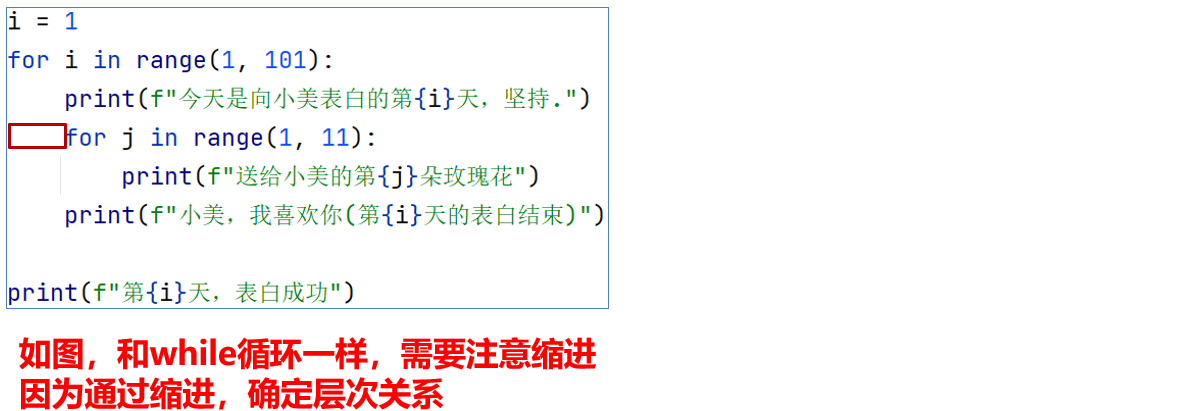 i = 1
for i in range(1, 101):
    print(f"今天是向小美表白的第{i}天，坚持.")
    for j in range(1, 11):
        print(f"送给小美的第{j}朵玫瑰花")
    print(f"小美，我喜欢你(第{i}天的表白结束)")
print(f"第{i}天，表白成功")
如图，和while循环一样，需要注意缩进
因为通过缩进，确定层次关系